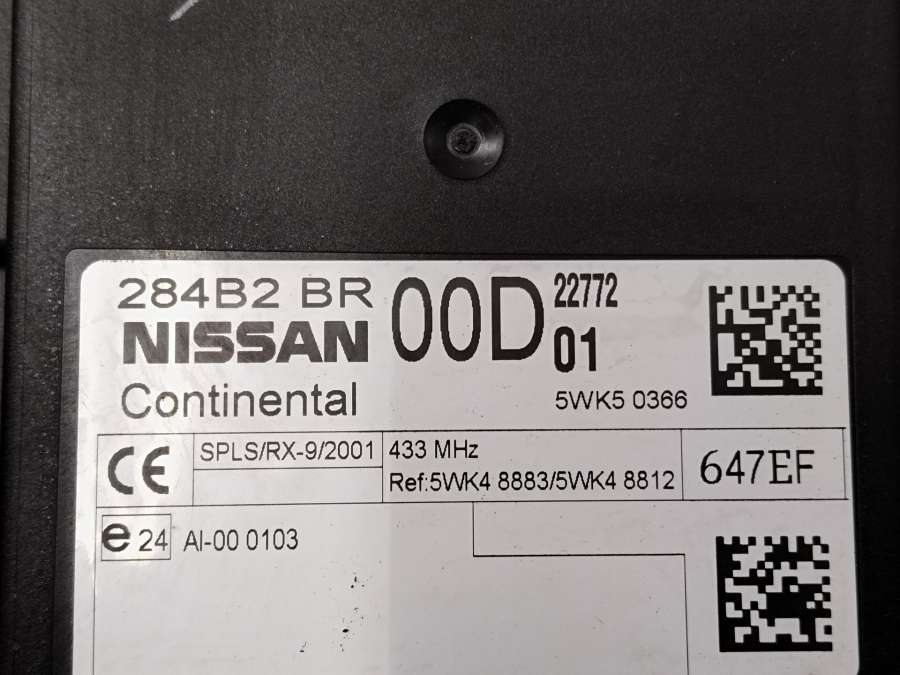 284B2 BR 00D 22772
NISSAN 01
Continental 5WK5 0366
CE SPLS/RX-9/2001 433 MHz
Ref:5WK4 8883/5WK4 8812 647EF
e 24 AI-00 0103